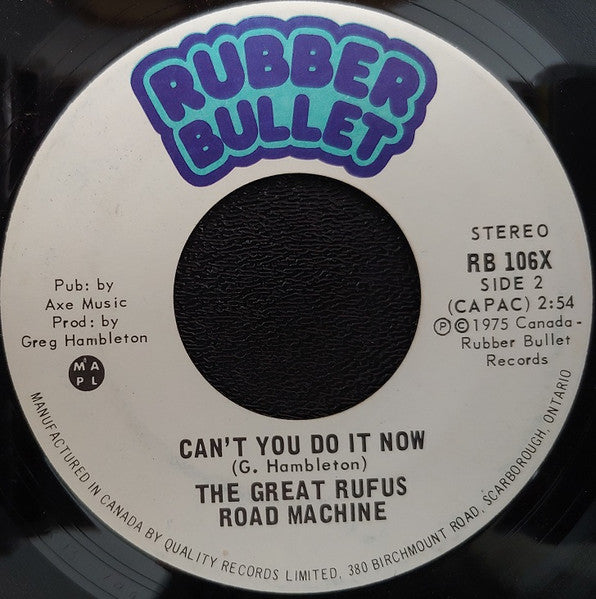 RUBBER
BULLET
STEREO
RB 106X
SIDE 2
(CAPAC) 2:54
Ⓟ©1975 Canada-
Rubber Bullet
Records
Pub: by
Axe Music
Prod: by
Greg Hambleton
M A
P L
CAN'T YOU DO IT NOW
(G. Hambleton)
THE GREAT RUFUS
ROAD MACHINE
MANUFACTURED IN CANADA BY QUALITY RECORDS LIMITED, 380 BIRCHMOUNT ROAD, SCARBOROUGH, ONTARIO